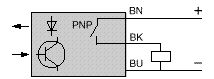 BN +
PNP
BK
BU −